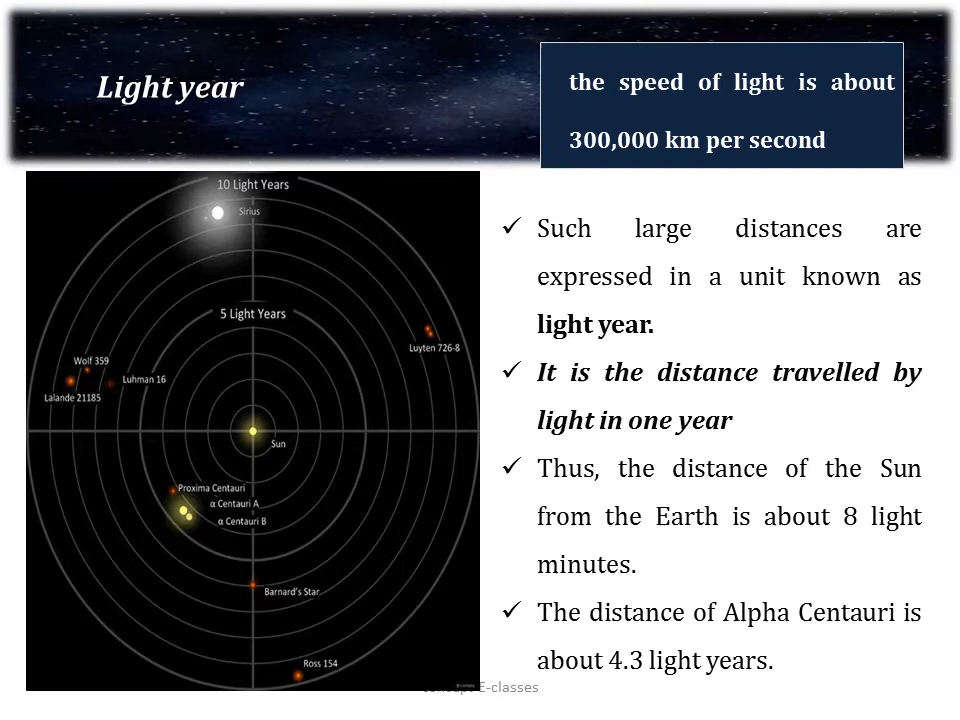 Light year
the speed of light is about
300,000 km per second
10 Light Years
Sirius
5 Light Years
Luyten 726-8
Wolf 359
Luhman 16
Lalande 21185
Sun
Proxima Centauri
α Centauri A
α Centauri B
Barnard's Star
Ross 154
✓ Such large distances are
expressed in a unit known as
light year.
✓ It is the distance travelled by
light in one year
✓ Thus, the distance of the Sun
from the Earth is about 8 light
minutes.
✓ The distance of Alpha Centauri is
about 4.3 light years.
E-classes